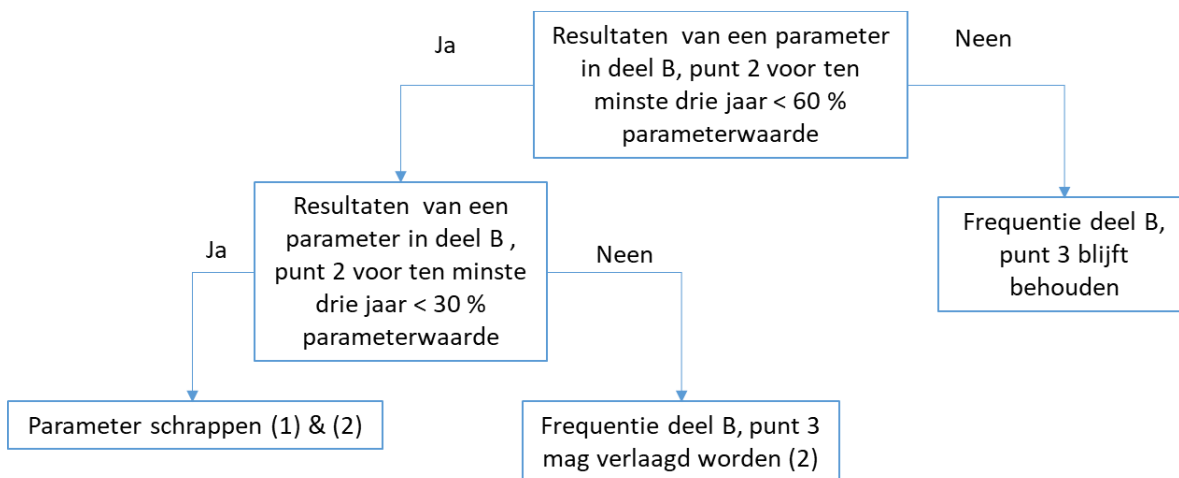 Ja
Resultaten van een parameter
in deel B, punt 2 voor ten
minste drie jaar < 60 %
parameterwaarde
Neen
Ja
Resultaten van een
parameter in deel B ,
punt 2 voor ten minste
drie jaar < 30 %
parameterwaarde
Neen
Frequentie deel B,
punt 3 blijft
behouden
Parameter schrappen (1) & (2)
Frequentie deel B, punt 3
mag verlaagd worden (2)